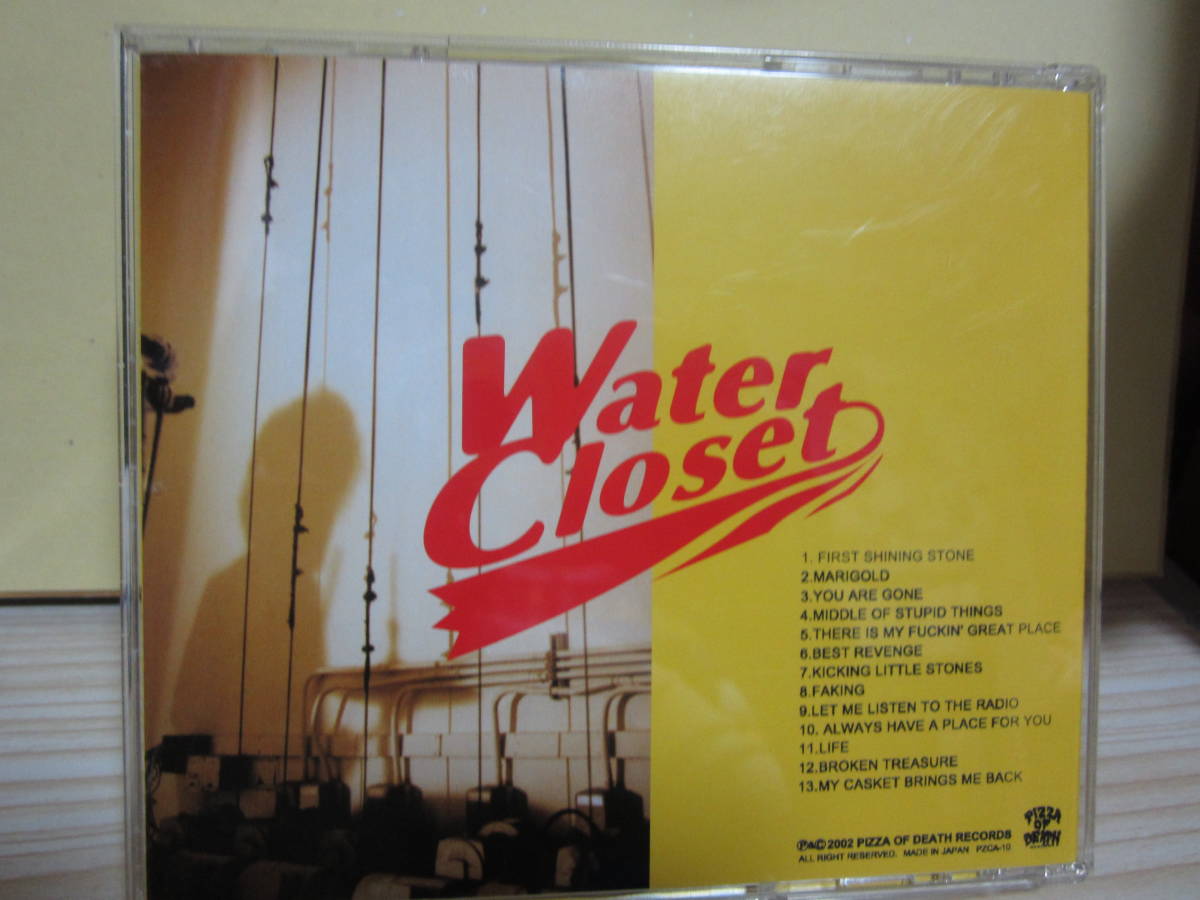 Water
Closet
1. FIRST SHINING STONE
2.MARIGOLD
3.YOU ARE GONE
4.MIDDLE OF STUPID THINGS
5.THERE IS MY FUCKIN' GREAT PLACE
6.BEST REVENGE
7.KICKING LITTLE STONES
8.FAKING
9.LET ME LISTEN TO THE RADIO
10. ALWAYS HAVE A PLACE FOR YOU
11.LIFE
12.BROKEN TREASURE
13.MY CASKET BRINGS ME BACK
℗&© 2002 PIZZA OF DEATH RECORDS
ALL RIGHT RESERVED. MADE IN JAPAN PZCA-10
PIZZA
OF
DEATH